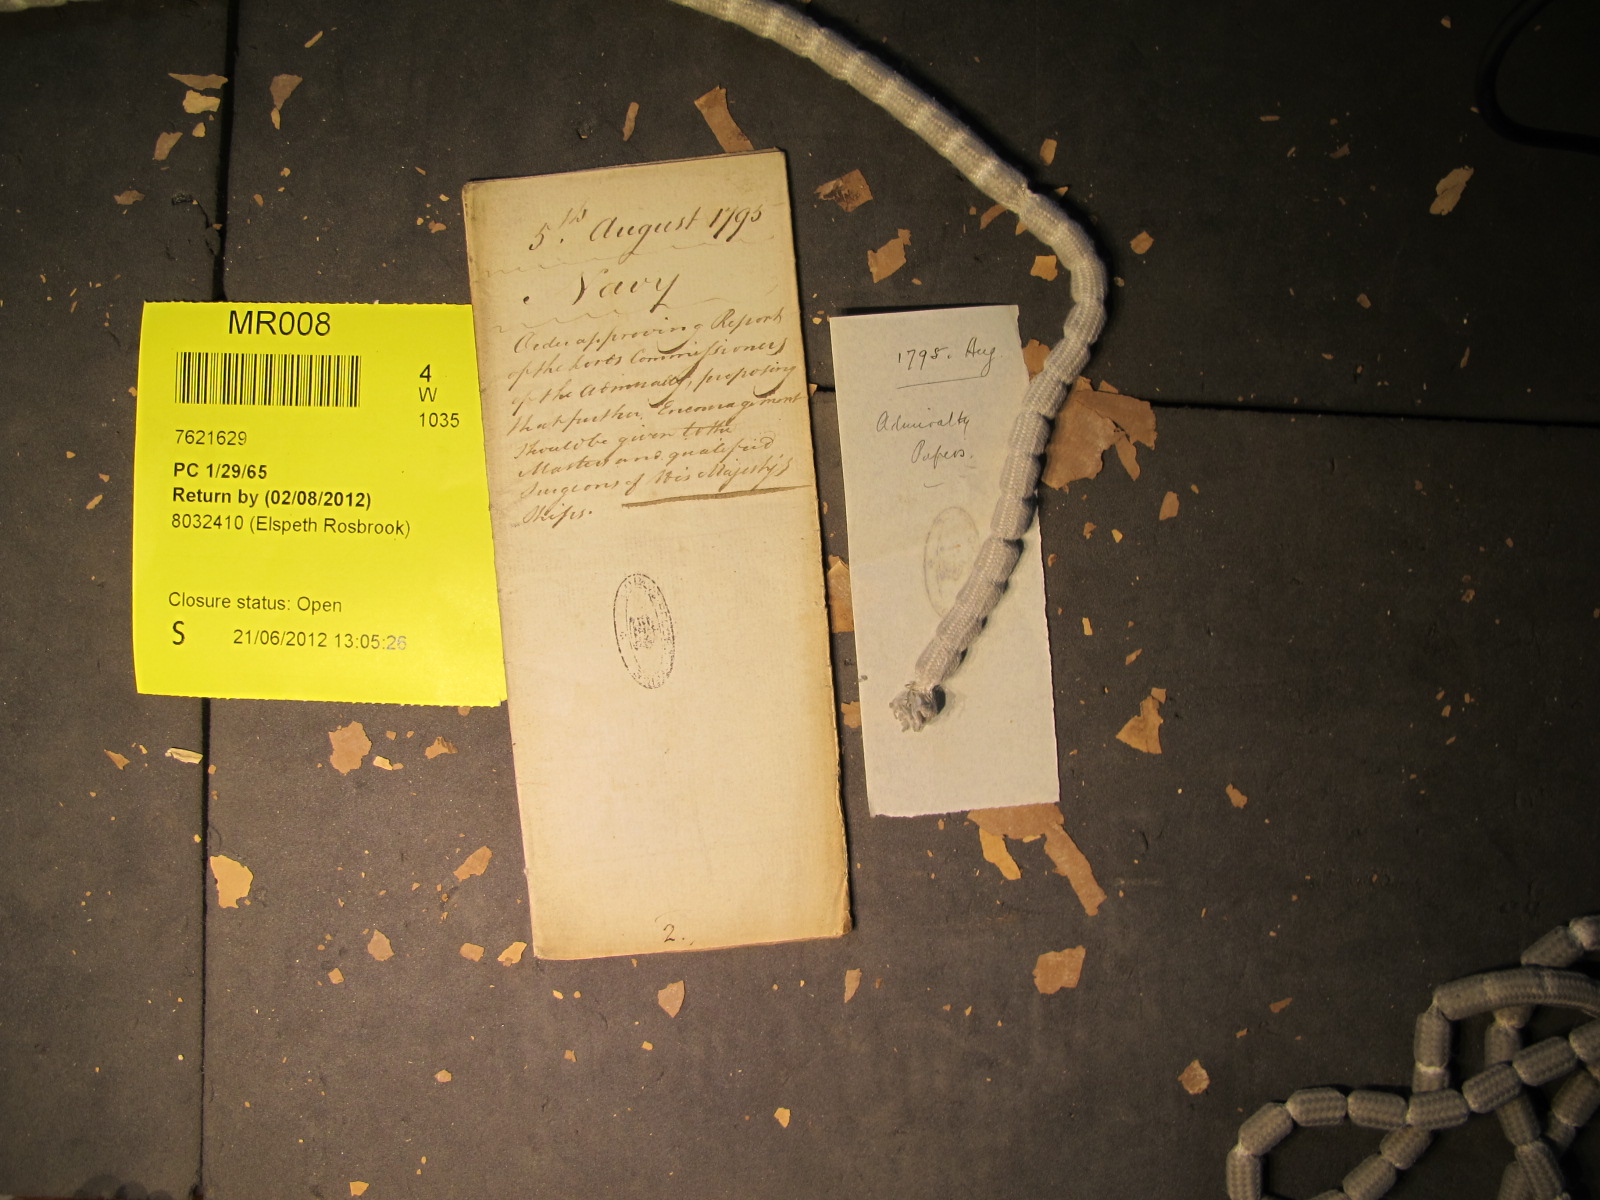 MR008
4
W
1035
7621629
PC 1/29/65
Return by (02/08/2012)
8032410 (Elspeth Rosbrook)
Closure status: Open
S 21/06/2012 13:05:26
5th. August 1795
Navy
Order approving Report
of the Lords Commissioners
of the Admiralty, proposing
that further Encouragement
should be given to the
Masters and qualified
Surgeons of His Majesty's
Ships.
2.
1795. Aug.
Admiralty
Papers.